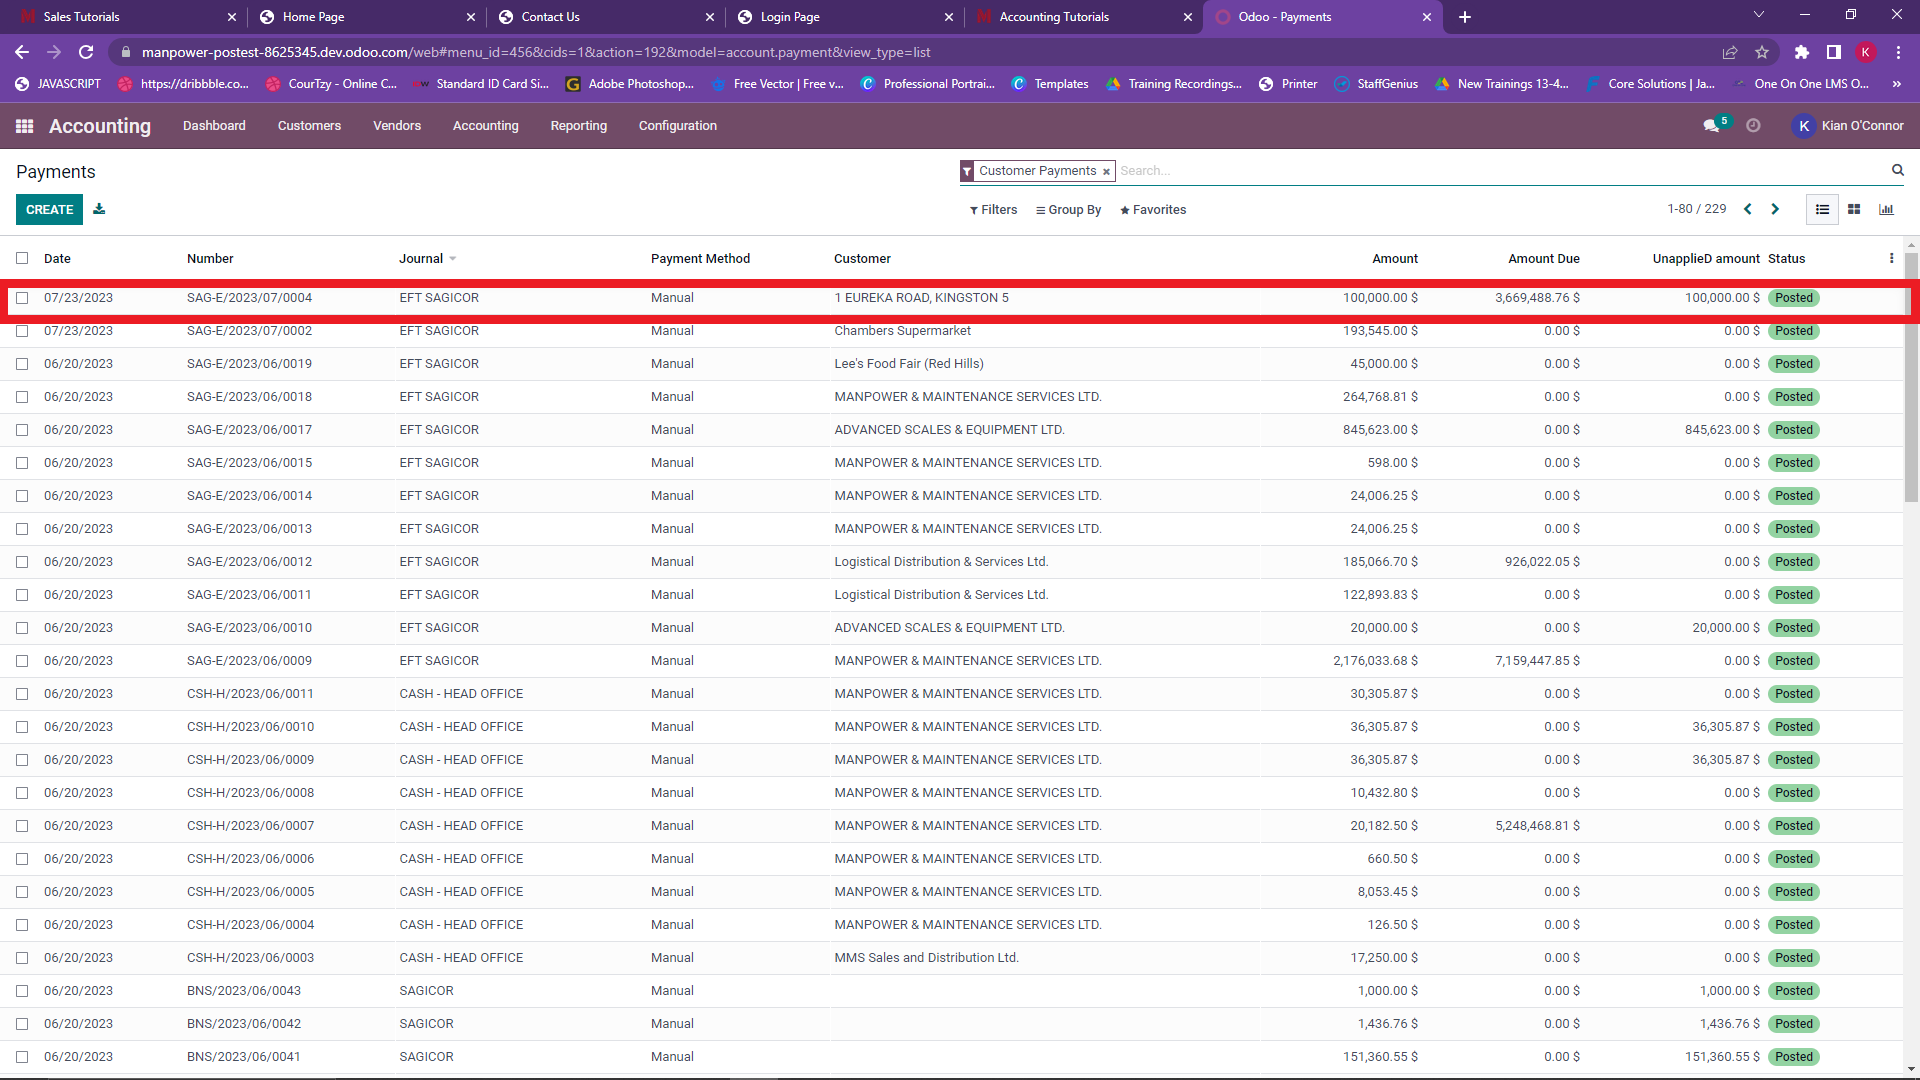 Sales Tutorials
Home Page
Contact Us
Login Page
Accounting Tutorials
Odoo - Payments
manpower-postest-8625345.dev.odoo.com/web#menu_id=456&cids=1&action=192&model=account.payment&view_type=list
K
JAVASCRIPT https://dribbble.co... CourTzy - Online C... Standard ID Card Si... Adobe Photoshop... Free Vector | Free v... Professional Portrai... Templates Training Recordings... Printer StaffGenius New Trainings 13-4... Core Solutions | Ja... One On One LMS O... »
Accounting Dashboard Customers Vendors Accounting Reporting Configuration 5 K Kian O'Connor
Payments
Customer Payments × Search...
CREATE
Filters Group By Favorites 1-80 / 229
Date Number Journal Payment Method Customer Amount Amount Due UnapplieD amount Status
07/23/2023 SAG-E/2023/07/0004 EFT SAGICOR Manual 1 EUREKA ROAD, KINGSTON 5 100,000.00 $ 3,669,488.76 $ 100,000.00 $ Posted
07/23/2023 SAG-E/2023/07/0002 EFT SAGICOR Manual Chambers Supermarket 193,545.00 $ 0.00 $ 0.00 $ Posted
06/20/2023 SAG-E/2023/06/0019 EFT SAGICOR Manual Lee's Food Fair (Red Hills) 45,000.00 $ 0.00 $ 0.00 $ Posted
06/20/2023 SAG-E/2023/06/0018 EFT SAGICOR Manual MANPOWER & MAINTENANCE SERVICES LTD. 264,768.81 $ 0.00 $ 0.00 $ Posted
06/20/2023 SAG-E/2023/06/0017 EFT SAGICOR Manual ADVANCED SCALES & EQUIPMENT LTD. 845,623.00 $ 0.00 $ 845,623.00 $ Posted
06/20/2023 SAG-E/2023/06/0015 EFT SAGICOR Manual MANPOWER & MAINTENANCE SERVICES LTD. 598.00 $ 0.00 $ 0.00 $ Posted
06/20/2023 SAG-E/2023/06/0014 EFT SAGICOR Manual MANPOWER & MAINTENANCE SERVICES LTD. 24,006.25 $ 0.00 $ 0.00 $ Posted
06/20/2023 SAG-E/2023/06/0013 EFT SAGICOR Manual MANPOWER & MAINTENANCE SERVICES LTD. 24,006.25 $ 0.00 $ 0.00 $ Posted
06/20/2023 SAG-E/2023/06/0012 EFT SAGICOR Manual Logistical Distribution & Services Ltd. 185,066.70 $ 926,022.05 $ 0.00 $ Posted
06/20/2023 SAG-E/2023/06/0011 EFT SAGICOR Manual Logistical Distribution & Services Ltd. 122,893.83 $ 0.00 $ 0.00 $ Posted
06/20/2023 SAG-E/2023/06/0010 EFT SAGICOR Manual ADVANCED SCALES & EQUIPMENT LTD. 20,000.00 $ 0.00 $ 20,000.00 $ Posted
06/20/2023 SAG-E/2023/06/0009 EFT SAGICOR Manual MANPOWER & MAINTENANCE SERVICES LTD. 2,176,033.68 $ 7,159,447.85 $ 0.00 $ Posted
06/20/2023 CSH-H/2023/06/0011 CASH - HEAD OFFICE Manual MANPOWER & MAINTENANCE SERVICES LTD. 30,305.87 $ 0.00 $ 0.00 $ Posted
06/20/2023 CSH-H/2023/06/0010 CASH - HEAD OFFICE Manual MANPOWER & MAINTENANCE SERVICES LTD. 36,305.87 $ 0.00 $ 36,305.87 $ Posted
06/20/2023 CSH-H/2023/06/0009 CASH - HEAD OFFICE Manual MANPOWER & MAINTENANCE SERVICES LTD. 36,305.87 $ 0.00 $ 36,305.87 $ Posted
06/20/2023 CSH-H/2023/06/0008 CASH - HEAD OFFICE Manual MANPOWER & MAINTENANCE SERVICES LTD. 10,432.80 $ 0.00 $ 0.00 $ Posted
06/20/2023 CSH-H/2023/06/0007 CASH - HEAD OFFICE Manual MANPOWER & MAINTENANCE SERVICES LTD. 20,182.50 $ 5,248,468.81 $ 0.00 $ Posted
06/20/2023 CSH-H/2023/06/0006 CASH - HEAD OFFICE Manual MANPOWER & MAINTENANCE SERVICES LTD. 660.50 $ 0.00 $ 0.00 $ Posted
06/20/2023 CSH-H/2023/06/0005 CASH - HEAD OFFICE Manual MANPOWER & MAINTENANCE SERVICES LTD. 8,053.45 $ 0.00 $ 0.00 $ Posted
06/20/2023 CSH-H/2023/06/0004 CASH - HEAD OFFICE Manual MANPOWER & MAINTENANCE SERVICES LTD. 126.50 $ 0.00 $ 0.00 $ Posted
06/20/2023 CSH-H/2023/06/0003 CASH - HEAD OFFICE Manual MMS Sales and Distribution Ltd. 17,250.00 $ 0.00 $ 0.00 $ Posted
06/20/2023 BNS/2023/06/0043 SAGICOR Manual 1,000.00 $ 0.00 $ 1,000.00 $ Posted
06/20/2023 BNS/2023/06/0042 SAGICOR Manual 1,436.76 $ 0.00 $ 1,436.76 $ Posted
06/20/2023 BNS/2023/06/0041 SAGICOR Manual 151,360.55 $ 0.00 $ 151,360.55 $ Posted